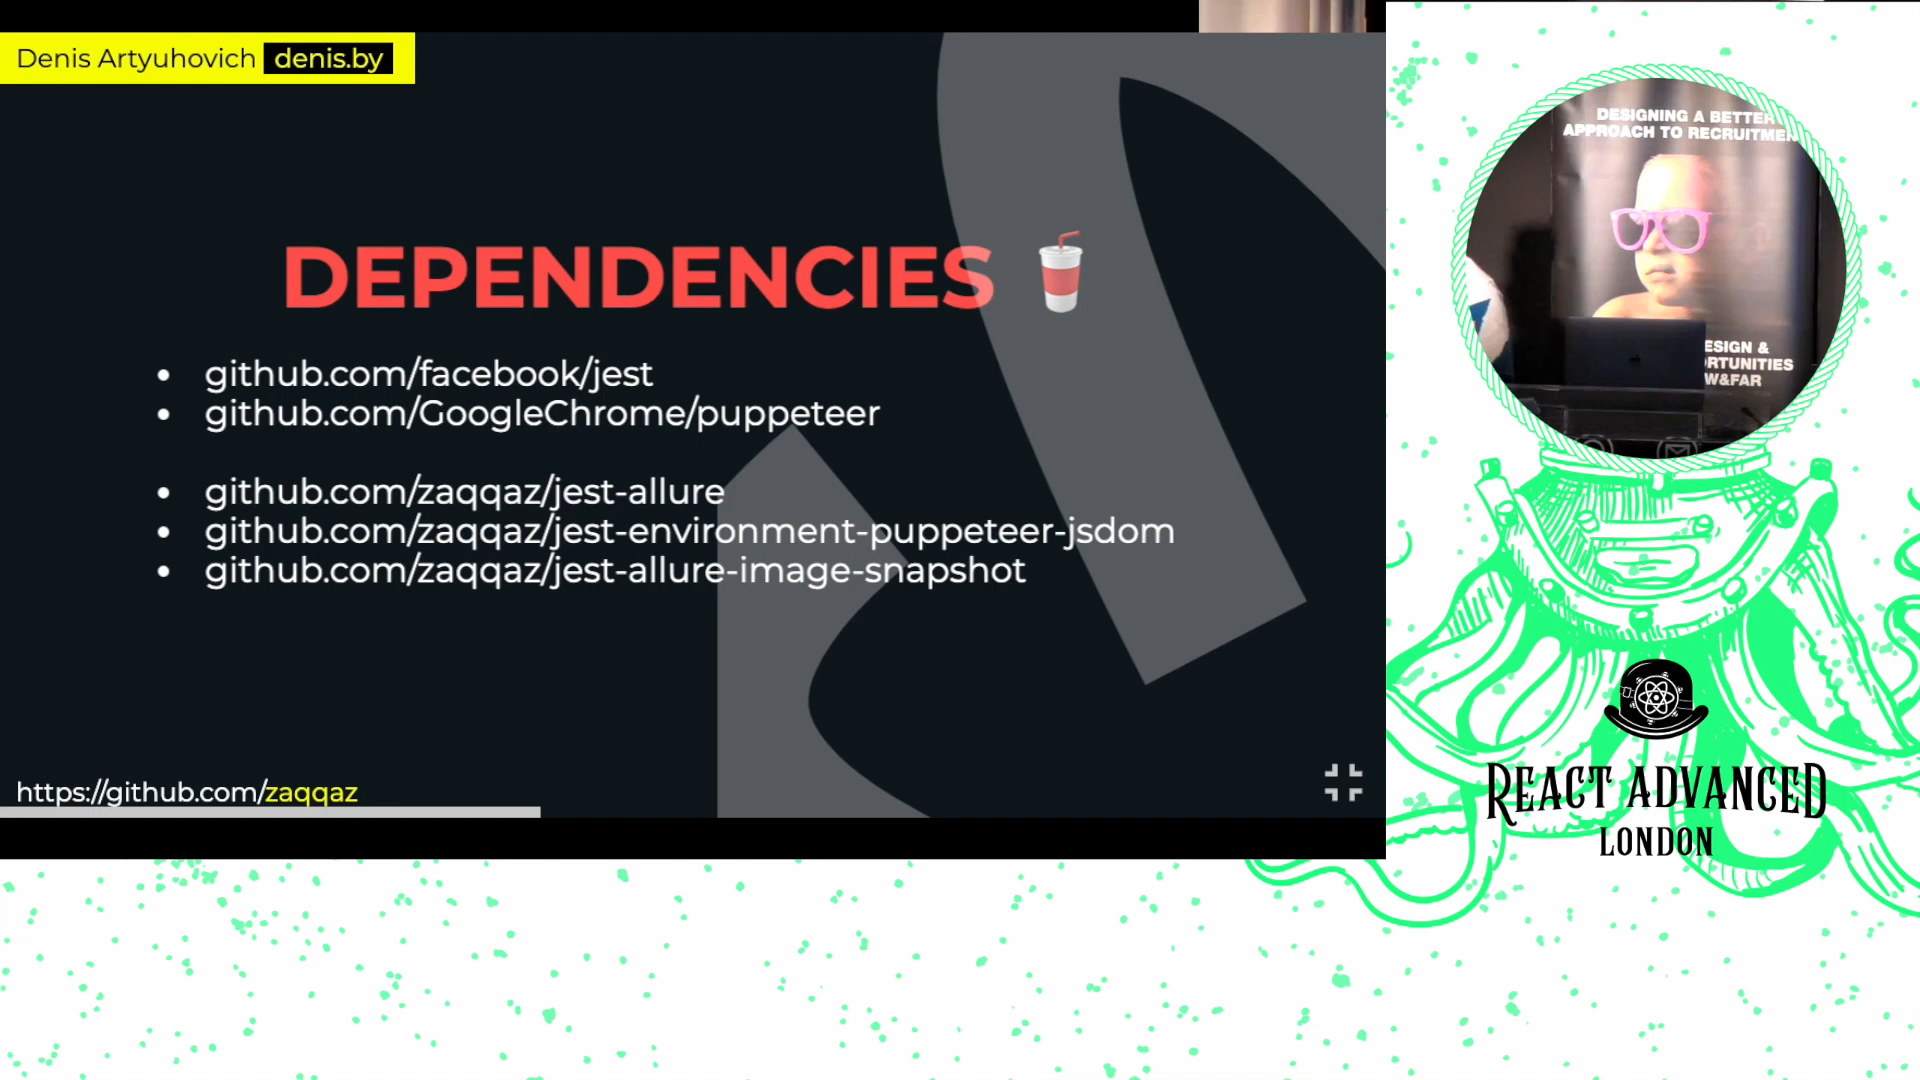 Denis Artyuhovich denis.by
DEPENDENCIES
• github.com/facebook/jest
• github.com/GoogleChrome/puppeteer
• github.com/zaqqaz/jest-allure
• github.com/zaqqaz/jest-environment-puppeteer-jsdom
• github.com/zaqqaz/jest-allure-image-snapshot
https://github.com/zaqqaz
DESIGNING A BETTER
APPROACH TO RECRUITMEN
ESIGN &
RTUNITIES
W&FAR
REACT ADVANCED
LONDON